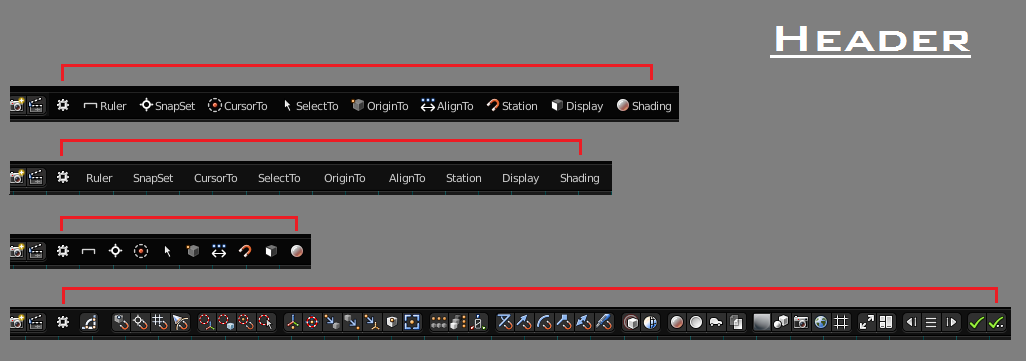 HEADER
Ruler SnapSet CursorTo SelectTo OriginTo AlignTo Station Display Shading
Ruler SnapSet CursorTo SelectTo OriginTo AlignTo Station Display Shading